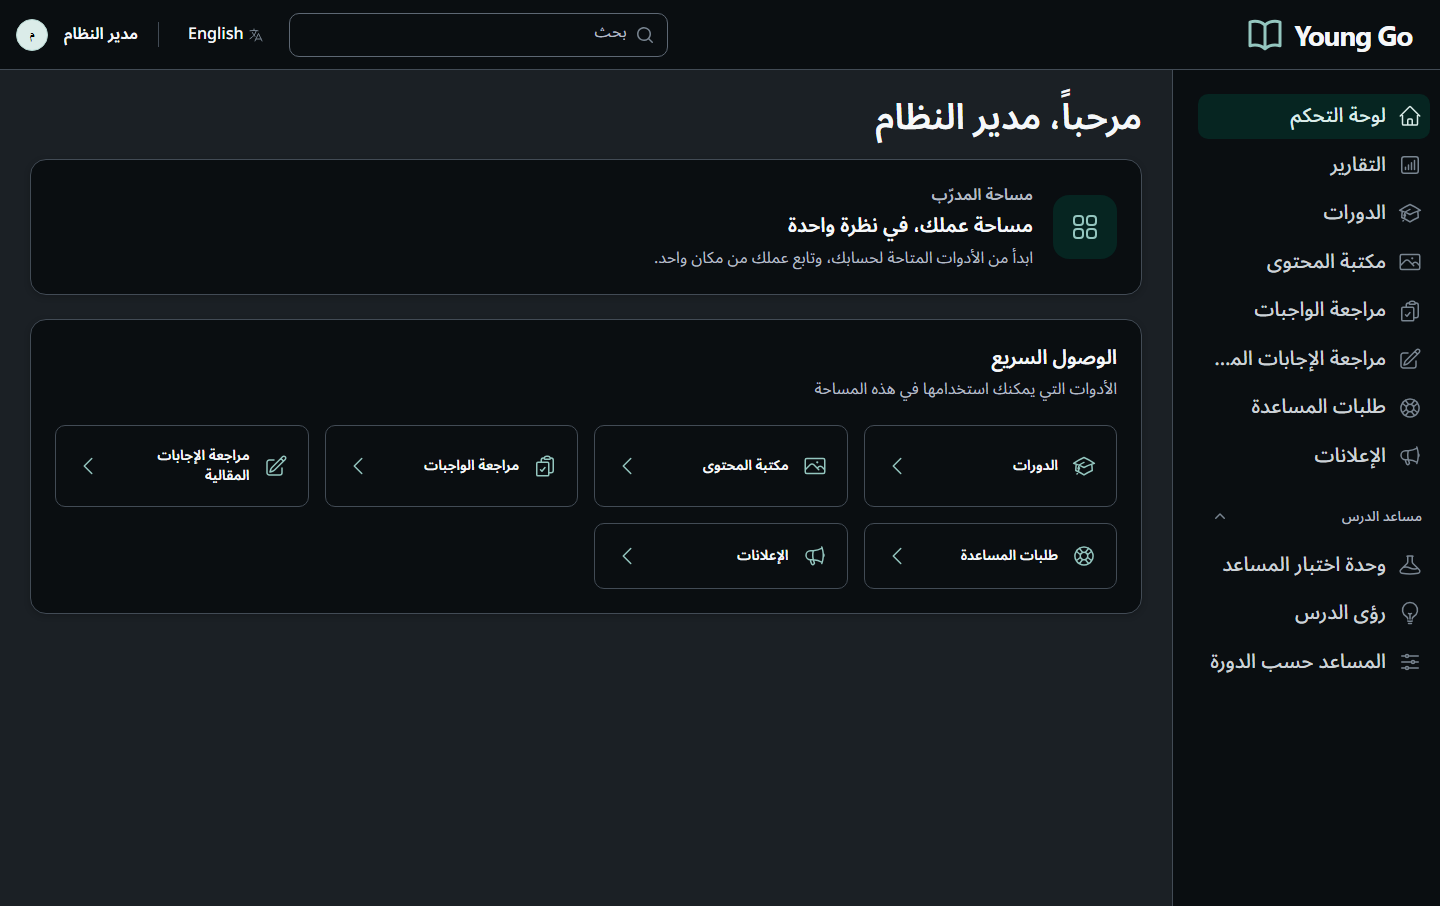 Young Go
بحث
English
مدير النظام
م
لوحة التحكم
التقارير
الدورات
مكتبة المحتوى
مراجعة الواجبات
مراجعة الإجابات المـ...
طلبات المساعدة
الإعلانات
مساعد الدرس
وحدة اختبار المساعد
رؤى الدرس
المساعد حسب الدورة
مرحباً، مدير النظام
مساحة المدرّب
مساحة عملك، في نظرة واحدة
ابدأ من الأدوات المتاحة لحسابك، وتابع عملك من مكان واحد.
الوصول السريع
الأدوات التي يمكنك استخدامها في هذه المساحة
الدورات
مكتبة المحتوى
مراجعة الواجبات
مراجعة الإجابات
المقالية
طلبات المساعدة
الإعلانات